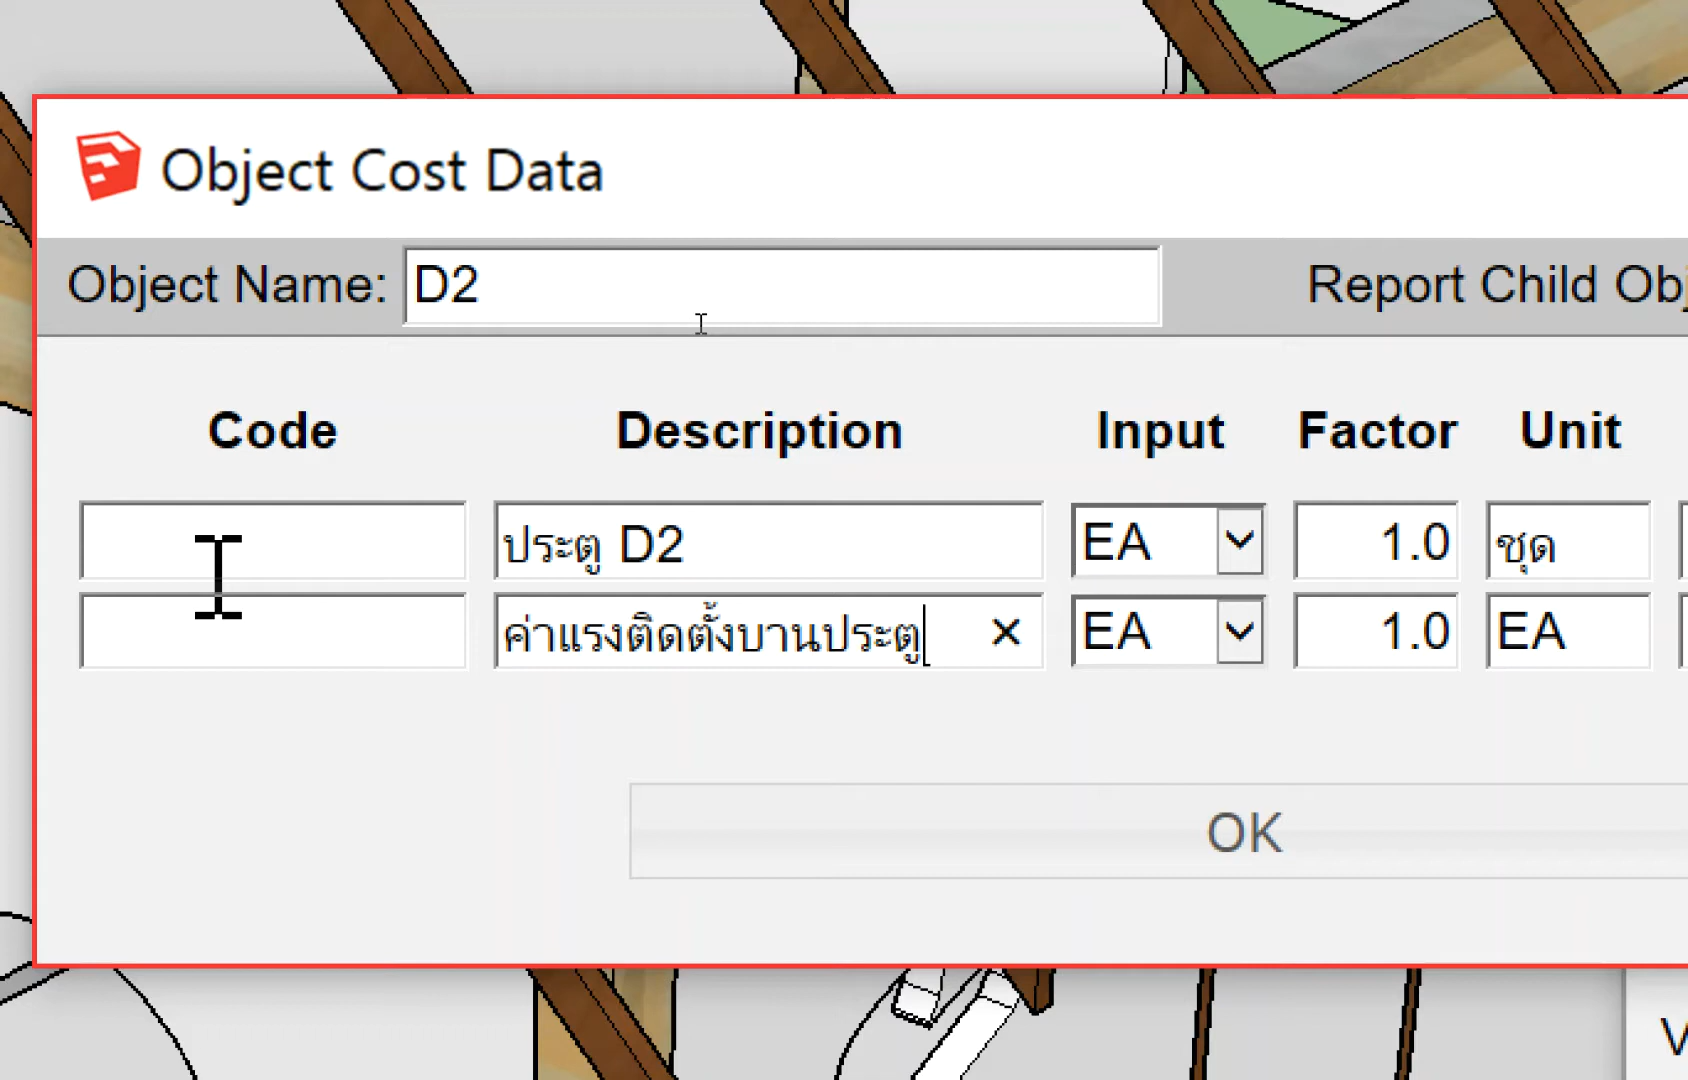 Object Cost Data
Object Name: D2 Report Child Obj
Code Description Input Factor Unit
ประตู D2 EA 1.0 ชุด
ค่าแรงติดตั้งบานประตู × EA 1.0 EA
OK
V